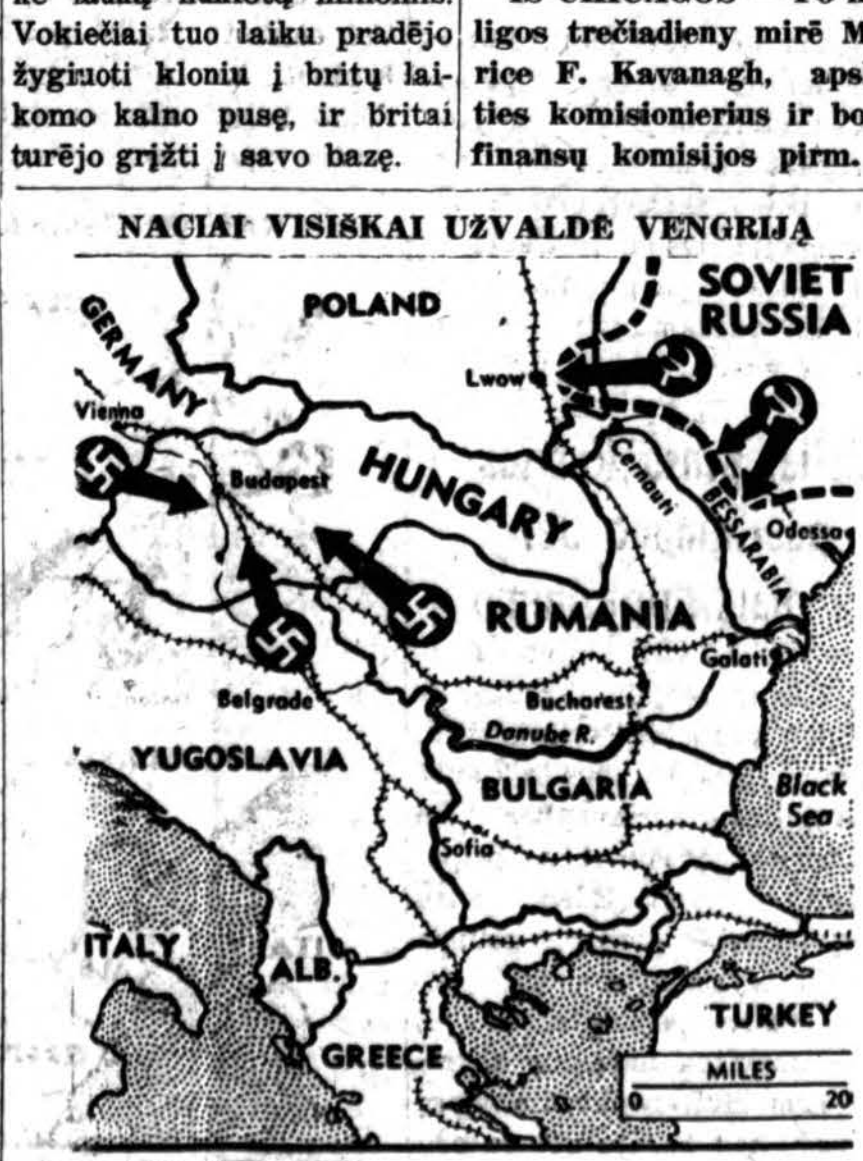 Vokiečiai tuo laiku pradėjo
žygiuoti kloniu į britų lai-
komo kalno pusę, ir britai
turėjo grįžti į savo bazę.
ligos trečiadieny mirė M
rice F. Kavanagh, aps
ties komisionierius ir bo
finansų komisijos pirm.
NACIAI VISIŠKAI UŽVALDĖ VENGRIJĄ
SOVIET
RUSSIA
POLAND
GERMANY
Lwow
Vienna
Budapest
HUNGARY
Cernauti
BESSARABIA
Odessa
RUMANIA
Galati
Belgrade
Bucharest
Danube R.
YUGOSLAVIA
BULGARIA
Black
Sea
Sofia
ITALY
ALB.
TURKEY
GREECE
MILES
0 20